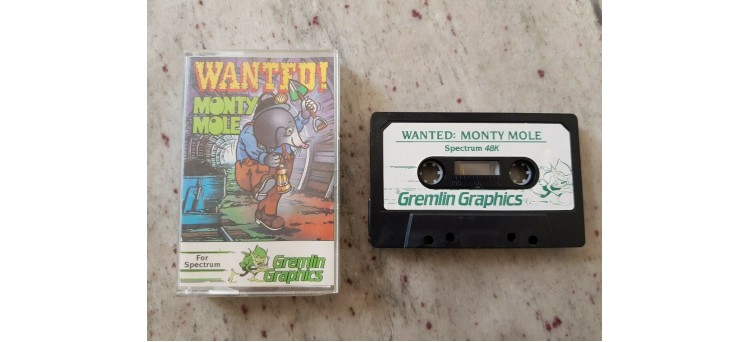 WANTED!
MONTY
MOLE
For
Spectrum
Gremlin
Graphics
WANTED: MONTY MOLE
Spectrum 48K
Gremlin Graphics